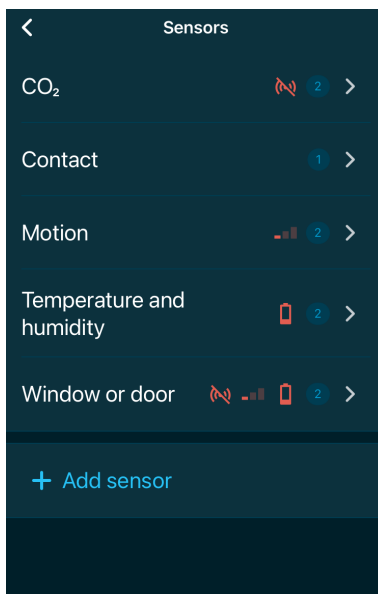 Sensors
CO₂ 2
Contact 1
Motion 2
Temperature and
humidity 2
Window or door 2
+ Add sensor